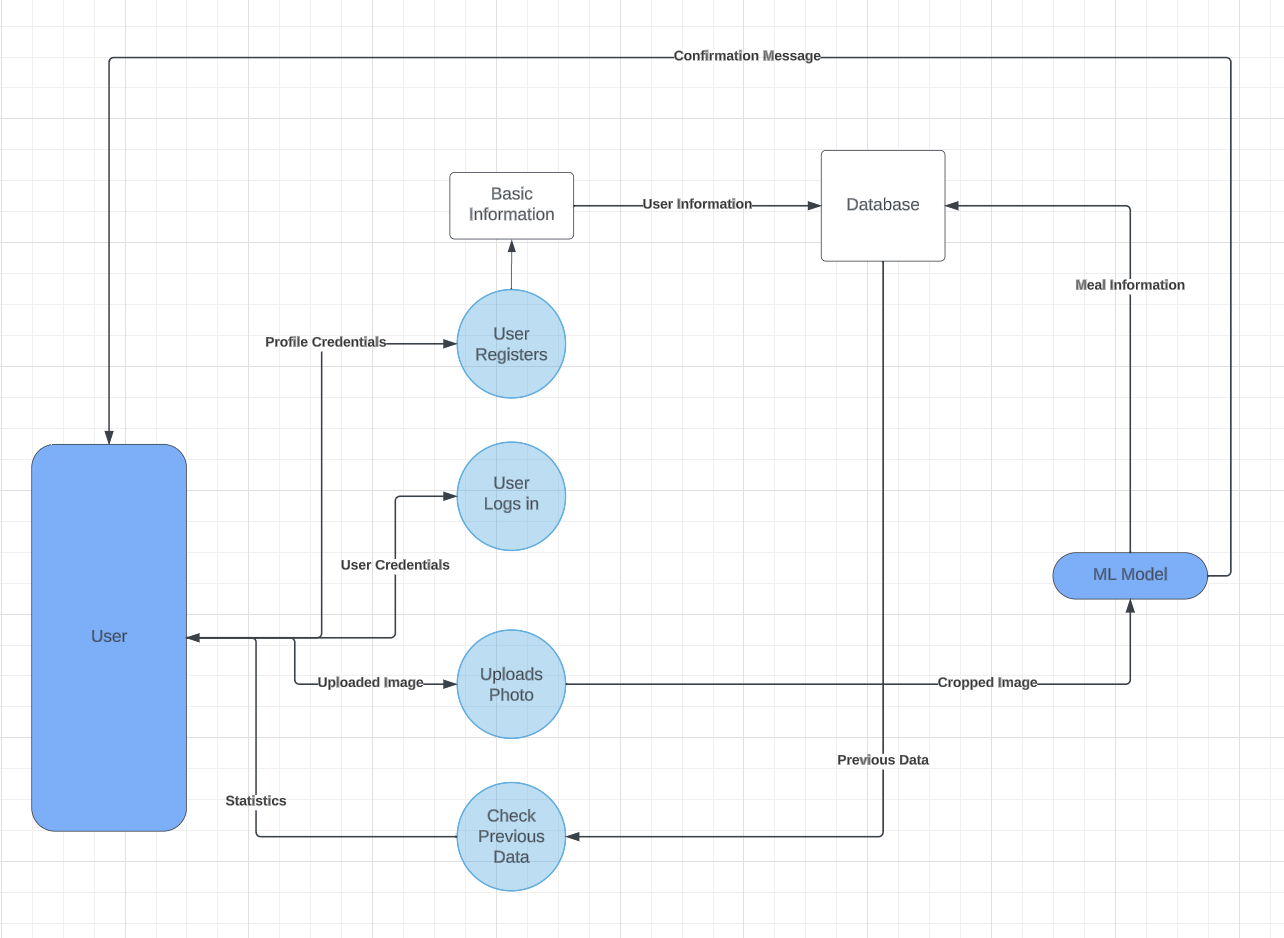 Confirmation Message
Basic
Information
User Information
Database
Meal Information
Profile Credentials
User
Registers
User
Logs in
User Credentials
ML Model
User
Uploaded Image
Uploads
Photo
Cropped Image
Previous Data
Statistics
Check
Previous
Data